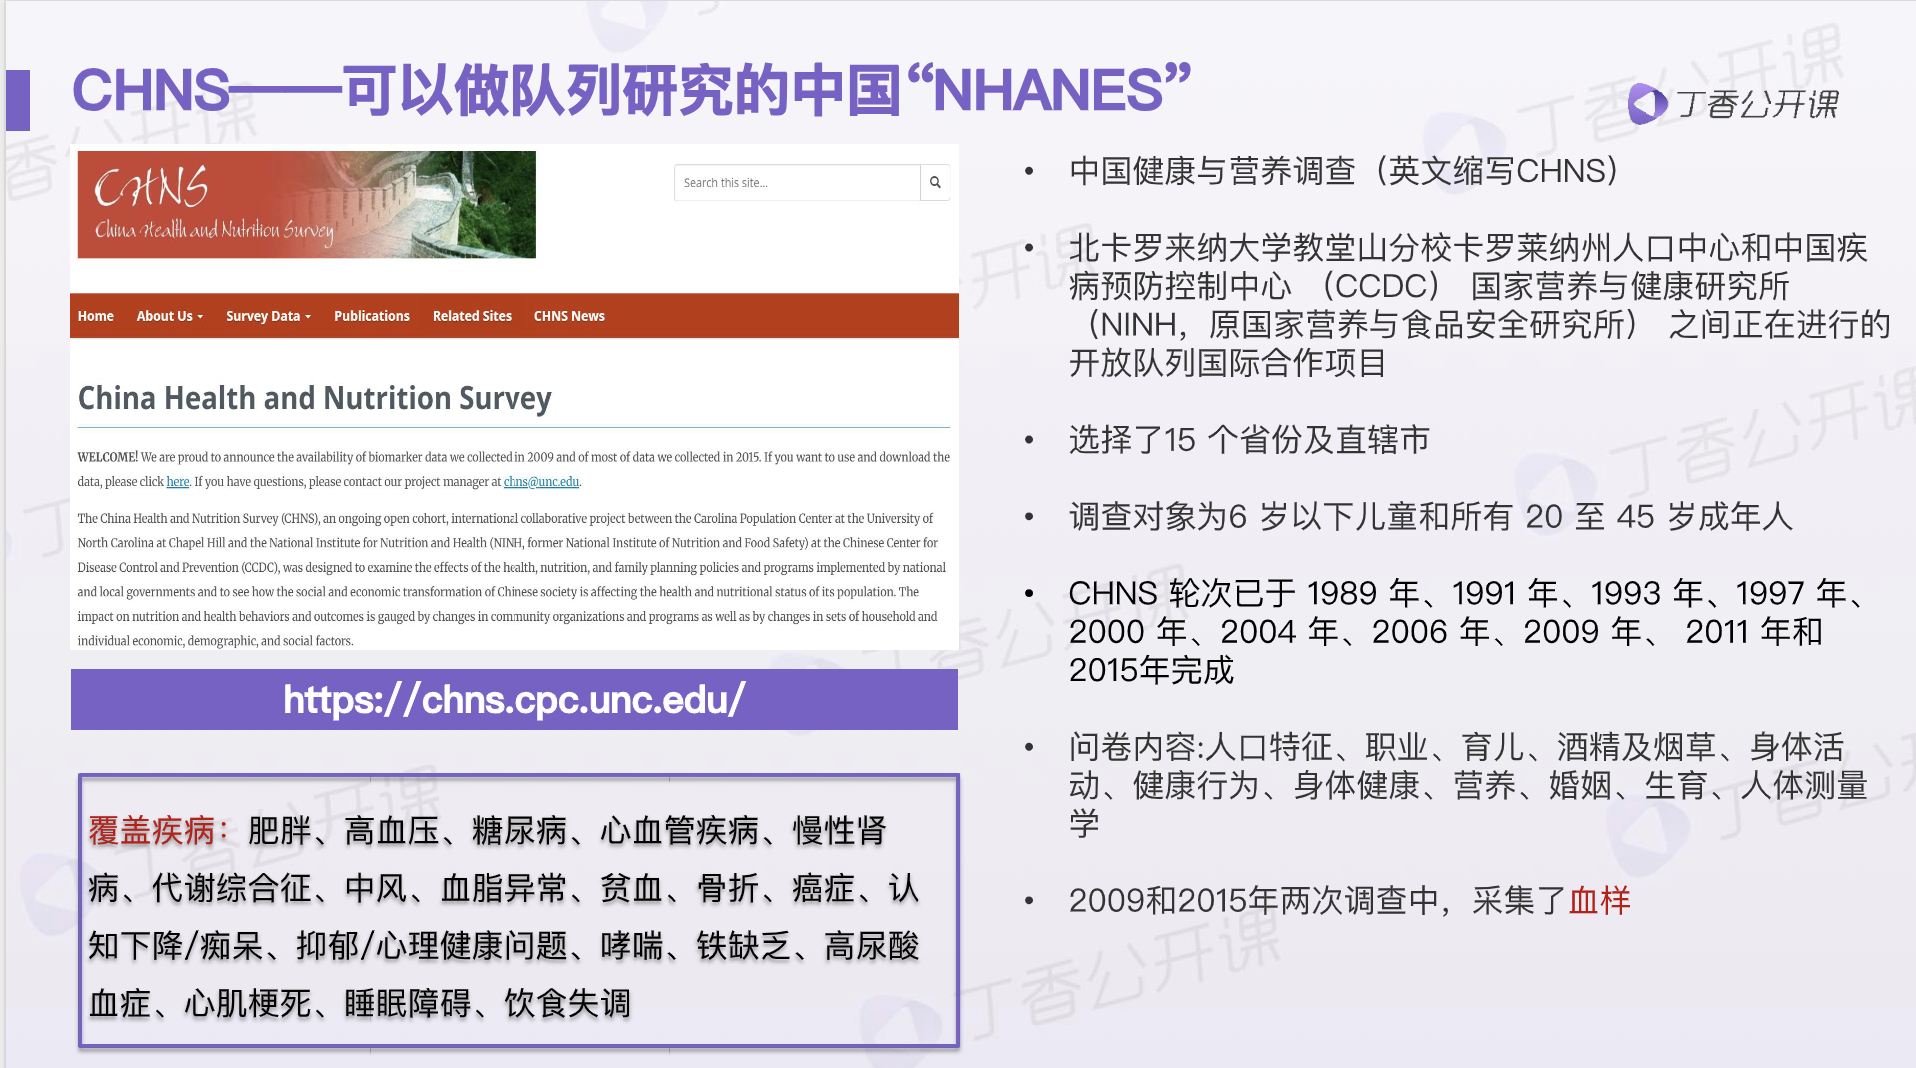 CHNS——可以做队列研究的中国“NHANES”
丁香公开课
CHNS
China Health and Nutrition Survey
Search this site...
Home About Us Survey Data Publications Related Sites CHNS News
China Health and Nutrition Survey
WELCOME! We are proud to announce the availability of biomarker data we collected in 2009 and of most of data we collected in 2015. If you want to use and download the
data, please click here. If you have questions, please contact our project manager at chns@unc.edu.
The China Health and Nutrition Survey (CHNS), an ongoing open cohort, international collaborative project between the Carolina Population Center at the University of
North Carolina at Chapel Hill and the National Institute for Nutrition and Health (NINH, former National Institute of Nutrition and Food Safety) at the Chinese Center for
Disease Control and Prevention (CCDC), was designed to examine the effects of the health, nutrition, and family planning policies and programs implemented by national
and local governments and to see how the social and economic transformation of Chinese society is affecting the health and nutritional status of its population. The
impact on nutrition and health behaviors and outcomes is gauged by changes in community organizations and programs as well as by changes in sets of household and
individual economic, demographic, and social factors.
https://chns.cpc.unc.edu/
覆盖疾病：肥胖、高血压、糖尿病、心血管疾病、慢性肾
病、代谢综合征、中风、血脂异常、贫血、骨折、癌症、认
知下降/痴呆、抑郁/心理健康问题、哮喘、铁缺乏、高尿酸
血症、心肌梗死、睡眠障碍、饮食失调
• 中国健康与营养调查（英文缩写CHNS）
• 北卡罗来纳大学教堂山分校卡罗莱纳州人口中心和中国疾
病预防控制中心 （CCDC） 国家营养与健康研究所
（NINH，原国家营养与食品安全研究所） 之间正在进行的
开放队列国际合作项目
• 选择了15 个省份及直辖市
• 调查对象为6 岁以下儿童和所有 20 至 45 岁成年人
• CHNS 轮次已于 1989 年、1991 年、1993 年、1997 年、
2000 年、2004 年、2006 年、2009 年、 2011 年和
2015年完成
• 问卷内容:人口特征、职业、育儿、酒精及烟草、身体活
动、健康行为、身体健康、营养、婚姻、生育、人体测量
学
• 2009和2015年两次调查中，采集了血样